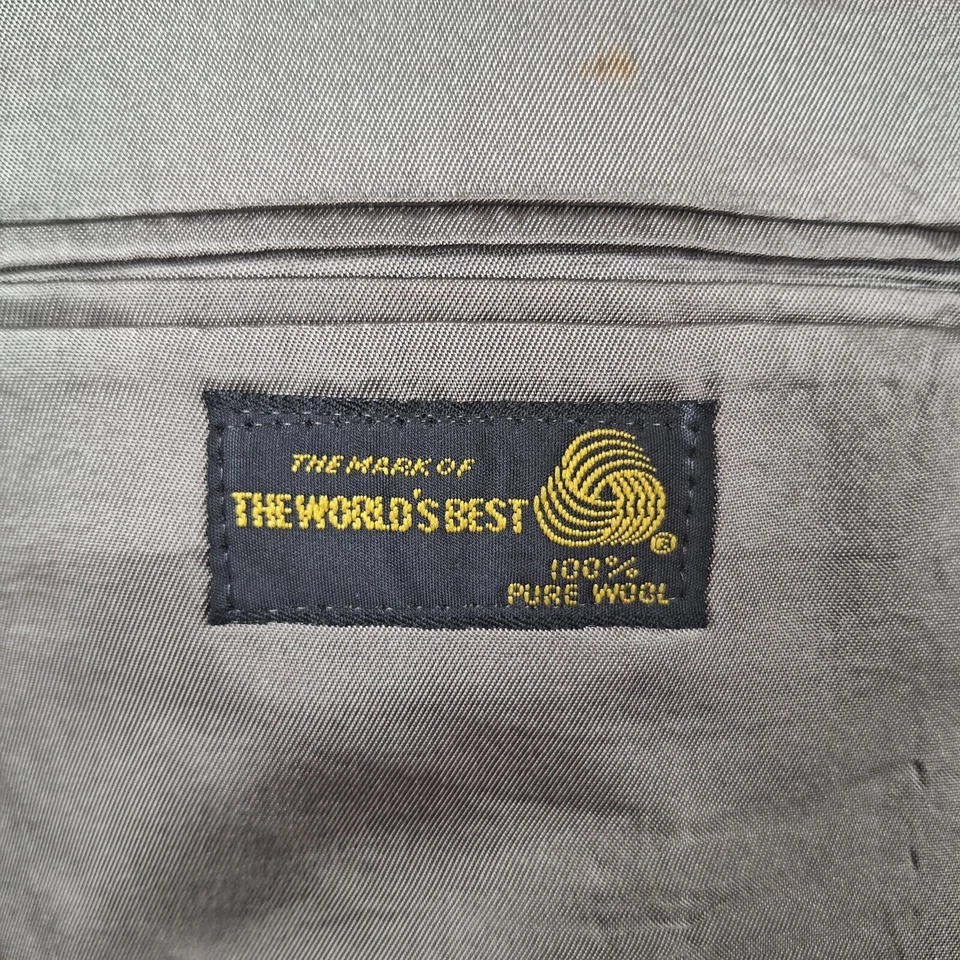 THE MARK OF
THE WORLD'S BEST
®
100%
PURE WOOL